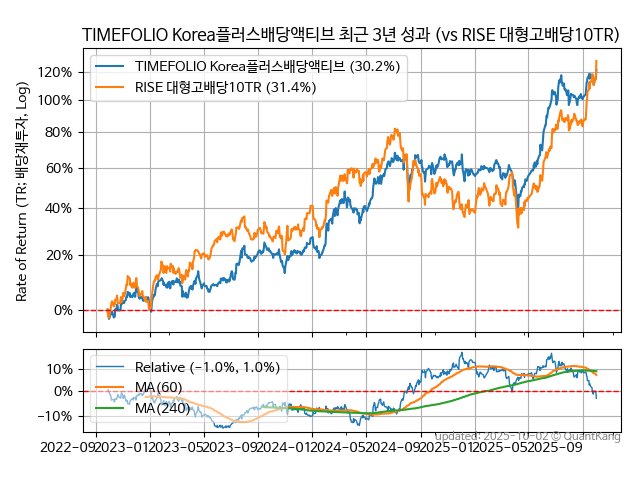 TIMEFOLIO Korea플러스배당액티브 최근 3년 성과 (vs RISE 대형고배당10TR)
TIMEFOLIO Korea플러스배당액티브 (30.2%)
RISE 대형고배당10TR (31.4%)
Rate of Return (TR: 배당재투자, Log)
120%
100%
80%
60%
40%
20%
0%
Relative (−1.0%, 1.0%)
MA(60)
MA(240)
10%
0%
−10%
2022−09 2023−01 2023−05 2023−09 2024−01 2024−05 2024−09 2025−01 2025−05 2025−09
updated: 2025−10−02 © QuantKang